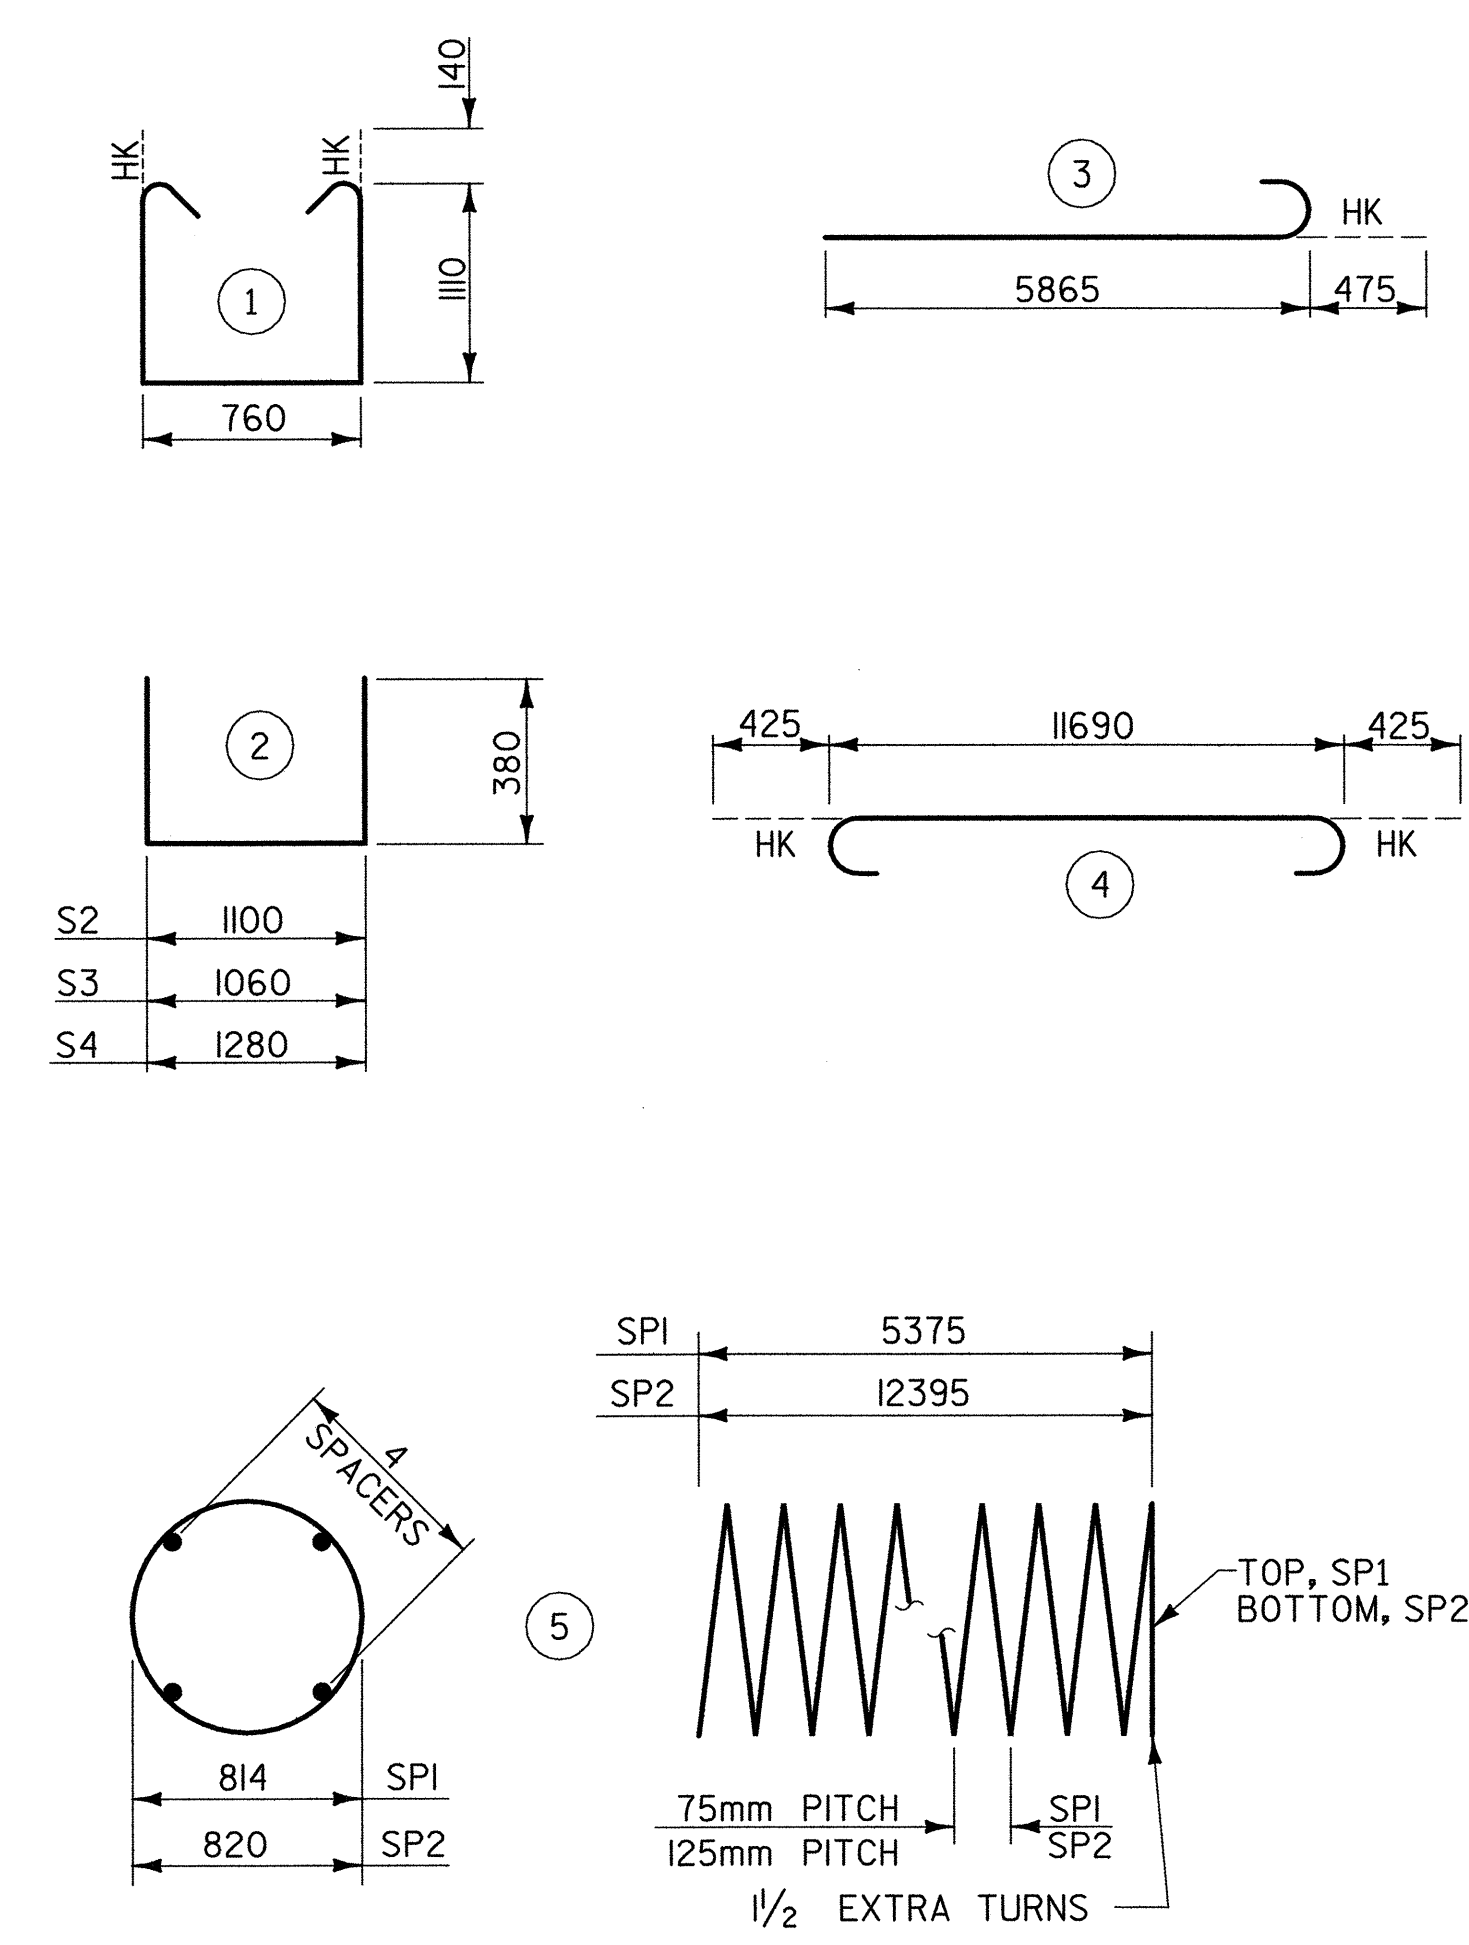 140
HK
HK
1110
1
760
3
HK
5865
475
2
380
S2
1100
S3
1060
S4
1280
425
11690
425
HK
HK
4
4
SPACERS
814
SP1
820
SP2
5
SP1
5375
SP2
12395
TOP, SP1
BOTTOM, SP2
75mm PITCH
SP1
125mm PITCH
SP2
1 1/2 EXTRA TURNS